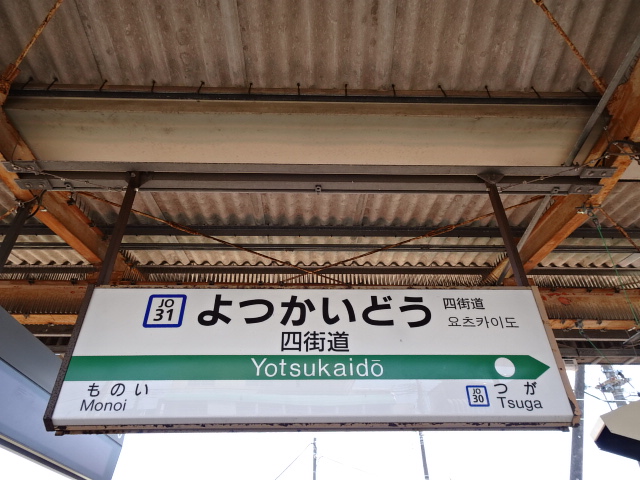 JO
31
よつかいどう
四街道
요츠카이도
四街道
Yotsukaidō
ものい
Monoi
JO
30
つが
Tsuga